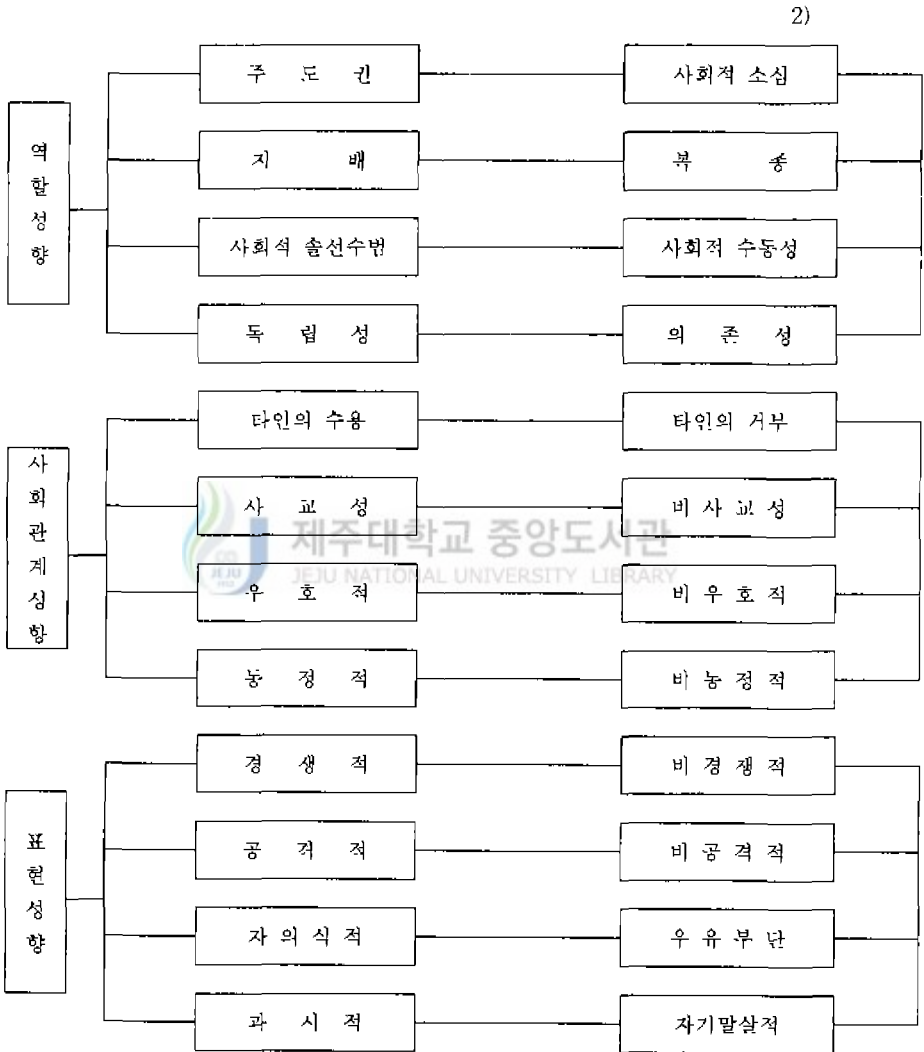 2)
역할성향
주 도 권 사회적 소심
지 배 복 종
사회적 솔선수범 사회적 수동성
독 립 성 의 존 성
사회관계성향
타인의 수용 타인의 거부
사 교 성 비 사 교 성
제주대학교 중앙도서관
JEJU NATIONAL UNIVERSITY LIBRARY
JEJU
1952
우 호 적 비 우 호 적
동 정 적 비 동 정 적
표현성향
경 쟁 적 비 경 쟁 적
공 격 적 비 공 격 적
자 의 식 적 우 유 부 단
과 시 적 자기말살적